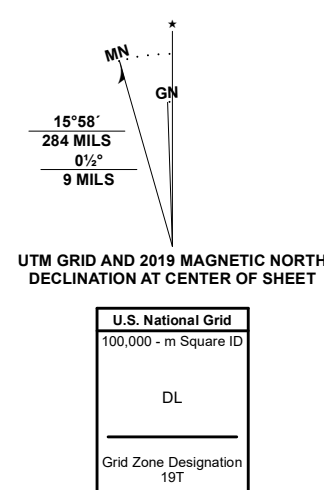 ★
MN
GN
15°58´
284 MILS
0½°
9 MILS
UTM GRID AND 2019 MAGNETIC NORTH
DECLINATION AT CENTER OF SHEET
U.S. National Grid
100,000 - m Square ID
DL
Grid Zone Designation
19T